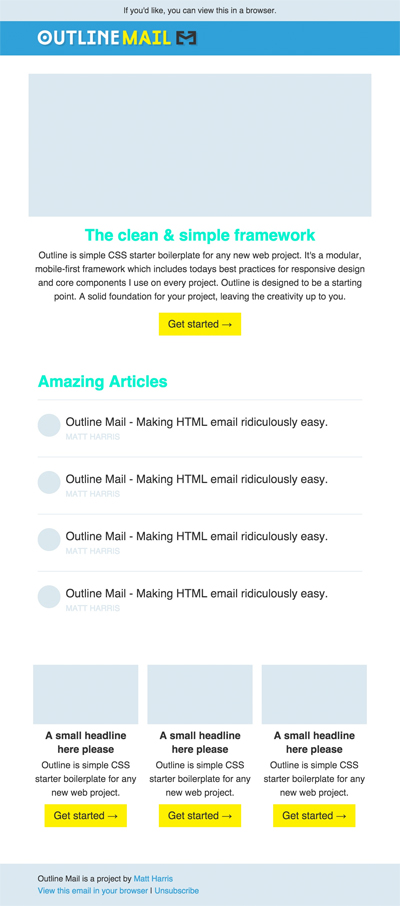 If you'd like, you can view this in a browser.
OUTLINEMAIL
The clean & simple framework
Outline is simple CSS starter boilerplate for any new web project. It's a modular,
mobile-first framework which includes todays best practices for responsive design
and core components I use on every project. Outline is designed to be a starting
point. A solid foundation for your project, leaving the creativity up to you.
Get started →
Amazing Articles
Outline Mail - Making HTML email ridiculously easy.
MATT HARRIS
Outline Mail - Making HTML email ridiculously easy.
MATT HARRIS
Outline Mail - Making HTML email ridiculously easy.
MATT HARRIS
Outline Mail - Making HTML email ridiculously easy.
MATT HARRIS
A small headline
here please
Outline is simple CSS
starter boilerplate for any
new web project.
Get started →
A small headline
here please
Outline is simple CSS
starter boilerplate for any
new web project.
Get started →
A small headline
here please
Outline is simple CSS
starter boilerplate for any
new web project.
Get started →
Outline Mail is a project by Matt Harris
View this email in your browser | Unsubscribe